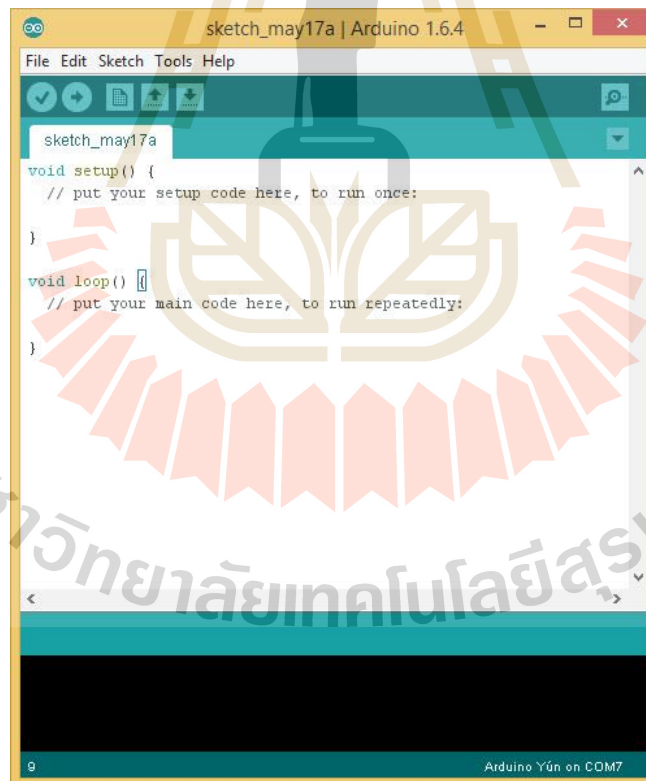 sketch_may17a | Arduino 1.6.4
File Edit Sketch Tools Help
sketch_may17a
void setup() {
// put your setup code here, to run once:
}
void loop() {
// put your main code here, to run repeatedly:
}
วิทยาลัยเทคโนโลยีสุร
9
Arduino Yún on COM7